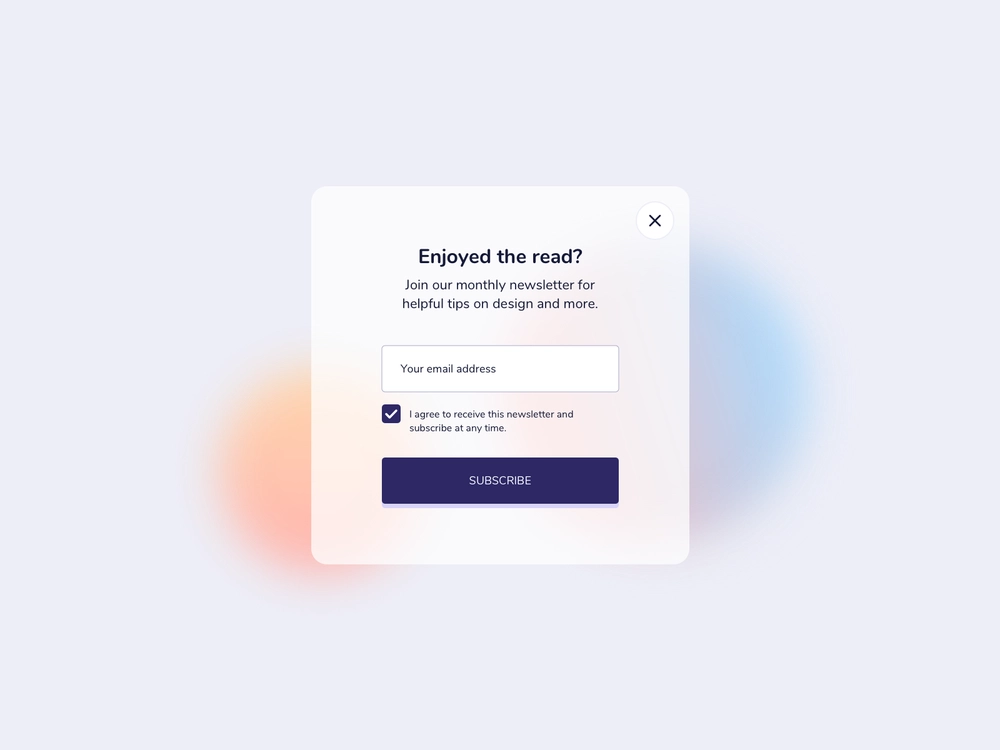 Enjoyed the read?
Join our monthly newsletter for
helpful tips on design and more.
Your email address
I agree to receive this newsletter and
subscribe at any time.
SUBSCRIBE